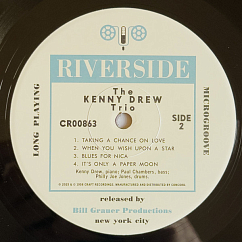 RIVERSIDE
LONG PLAYING
MICROGROOVE
The
KENNY DREW
Trio
CR00863
SIDE
2
1. TAKING A CHANCE ON LOVE
2. WHEN YOU WISH UPON A STAR
3. BLUES FOR NICA
4. IT'S ONLY A PAPER MOON
Kenny Drew, piano; Paul Chambers, bass;
Philly Joe Jones, drums.
released by
Bill Grauer Productions
new york city